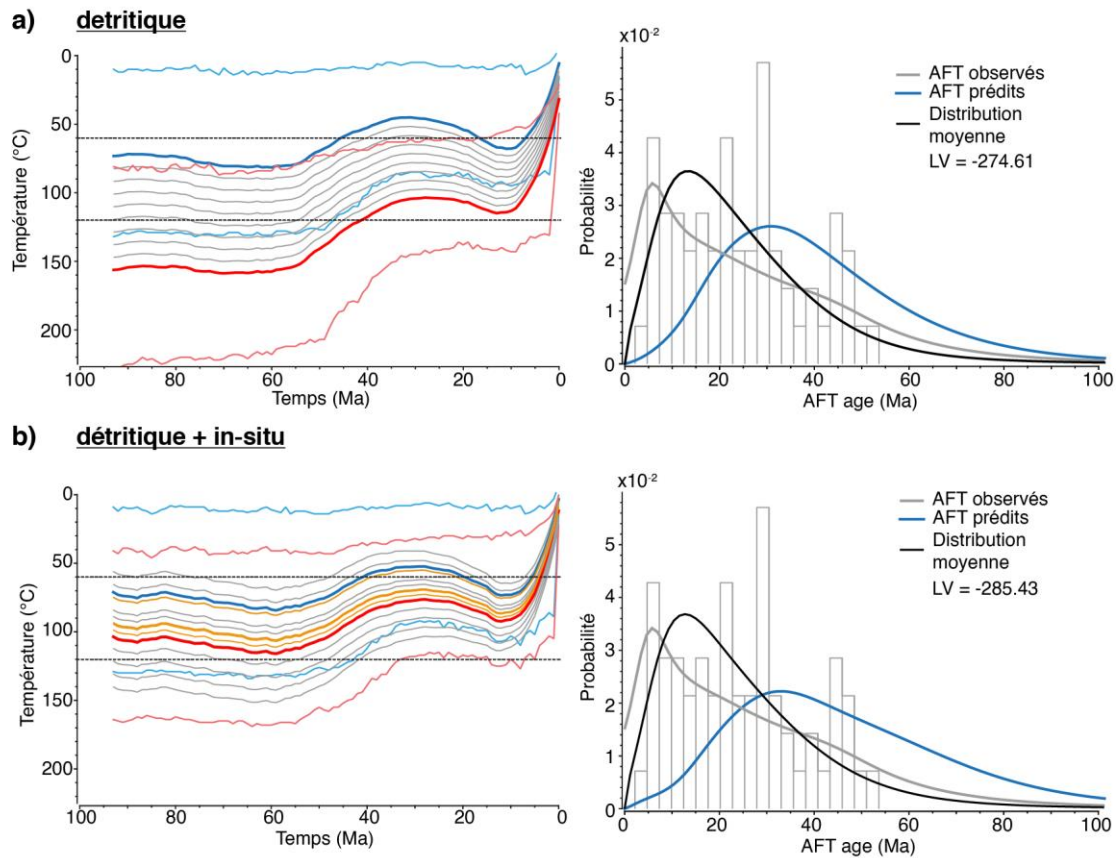 a) detritique
0
50
100
150
200
Température (°C)
100 80 60 40 20 0
Temps (Ma)
x10-2
5
4
3
2
1
0
Probabilité
0 20 40 60 80 100
AFT age (Ma)
AFT observés
AFT prédits
Distribution
moyenne
LV = -274.61
b) détritique + in-situ
0
50
100
150
200
Température (°C)
100 80 60 40 20 0
Temps (Ma)
x10-2
5
4
3
2
1
0
Probabilité
0 20 40 60 80 100
AFT age (Ma)
AFT observés
AFT prédits
Distribution
moyenne
LV = -285.43